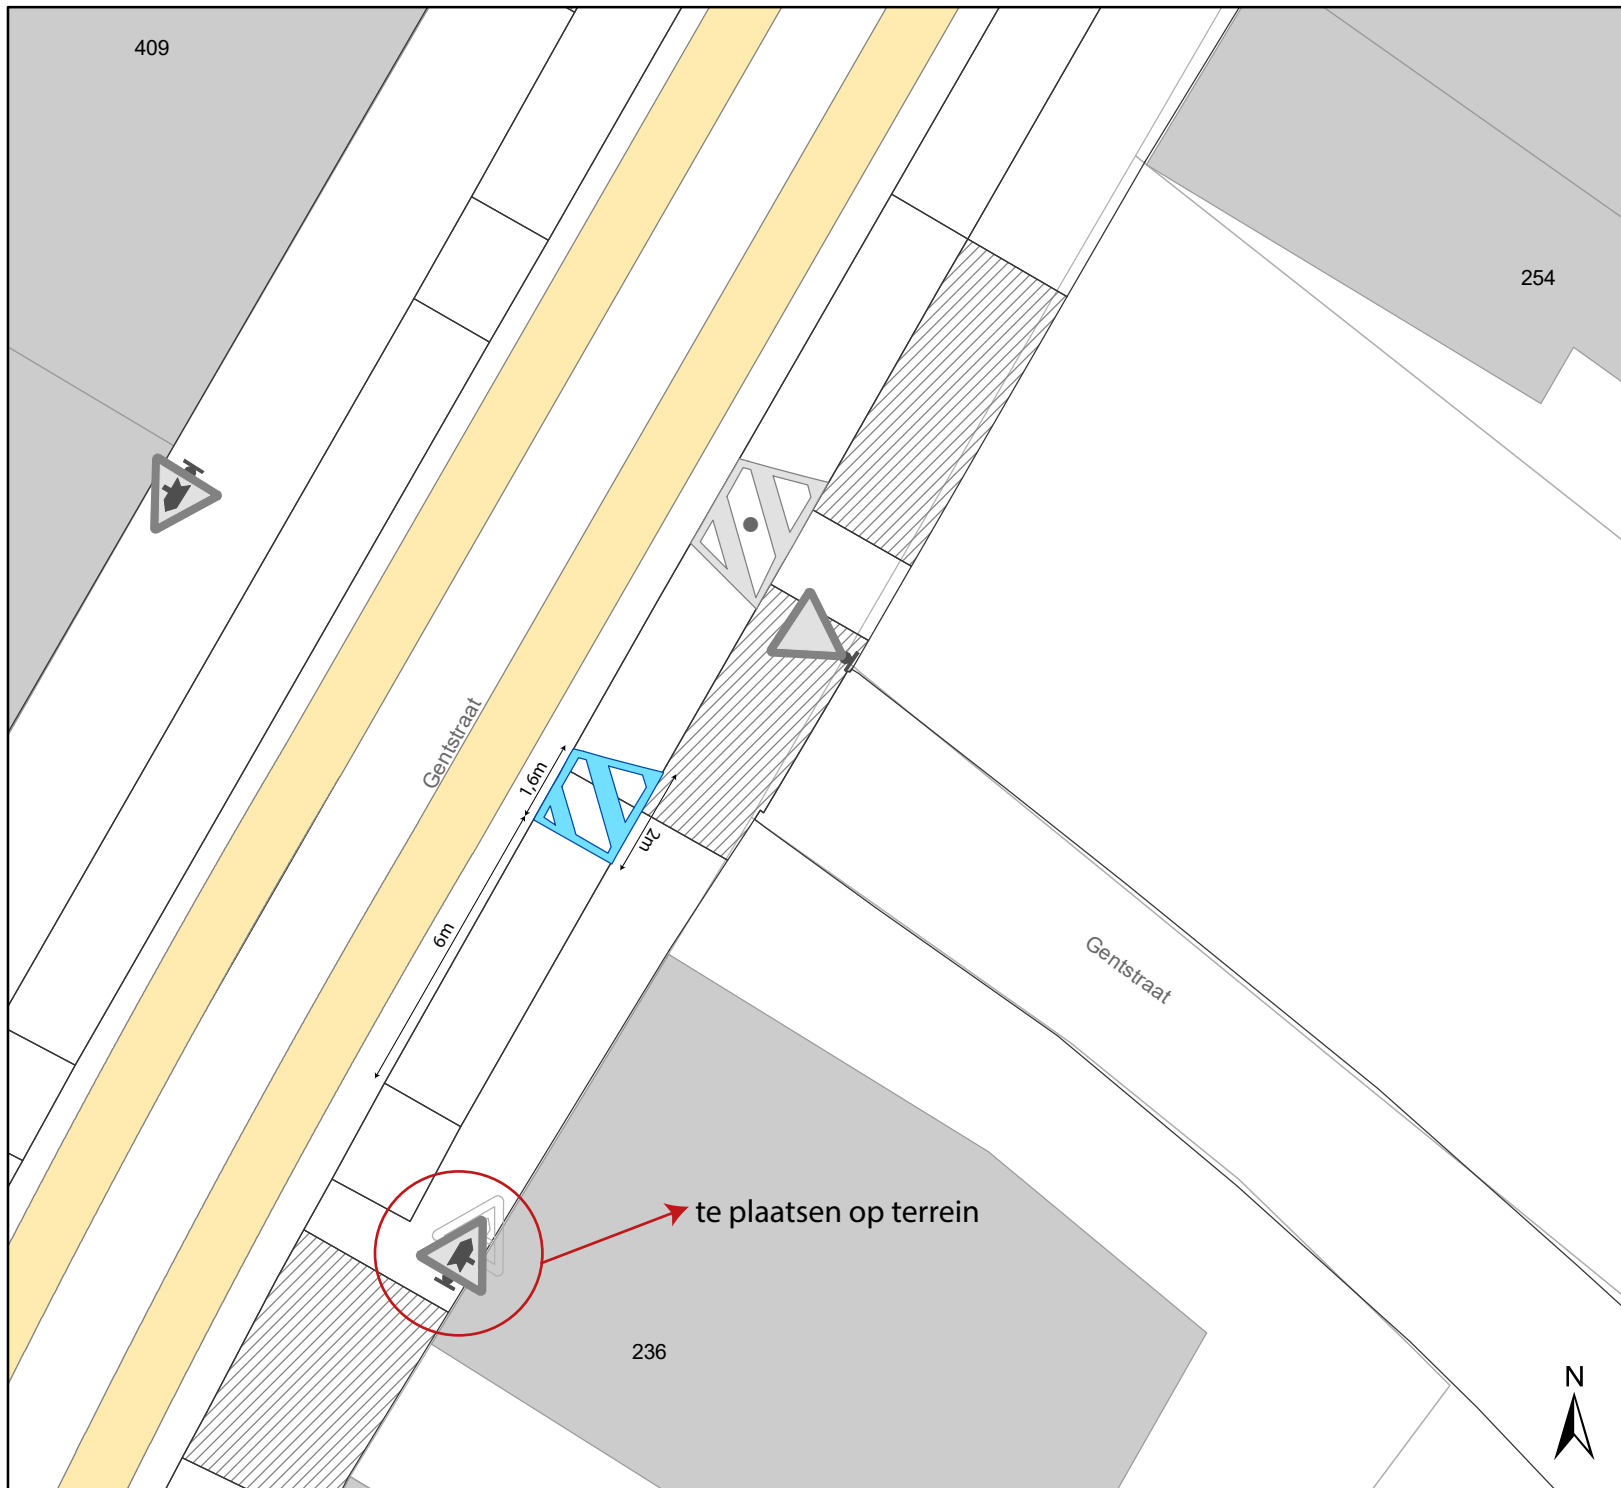 409
254
Gentstraat
1,6m
2m
6m
Gentstraat
te plaatsen op terrein
236
N